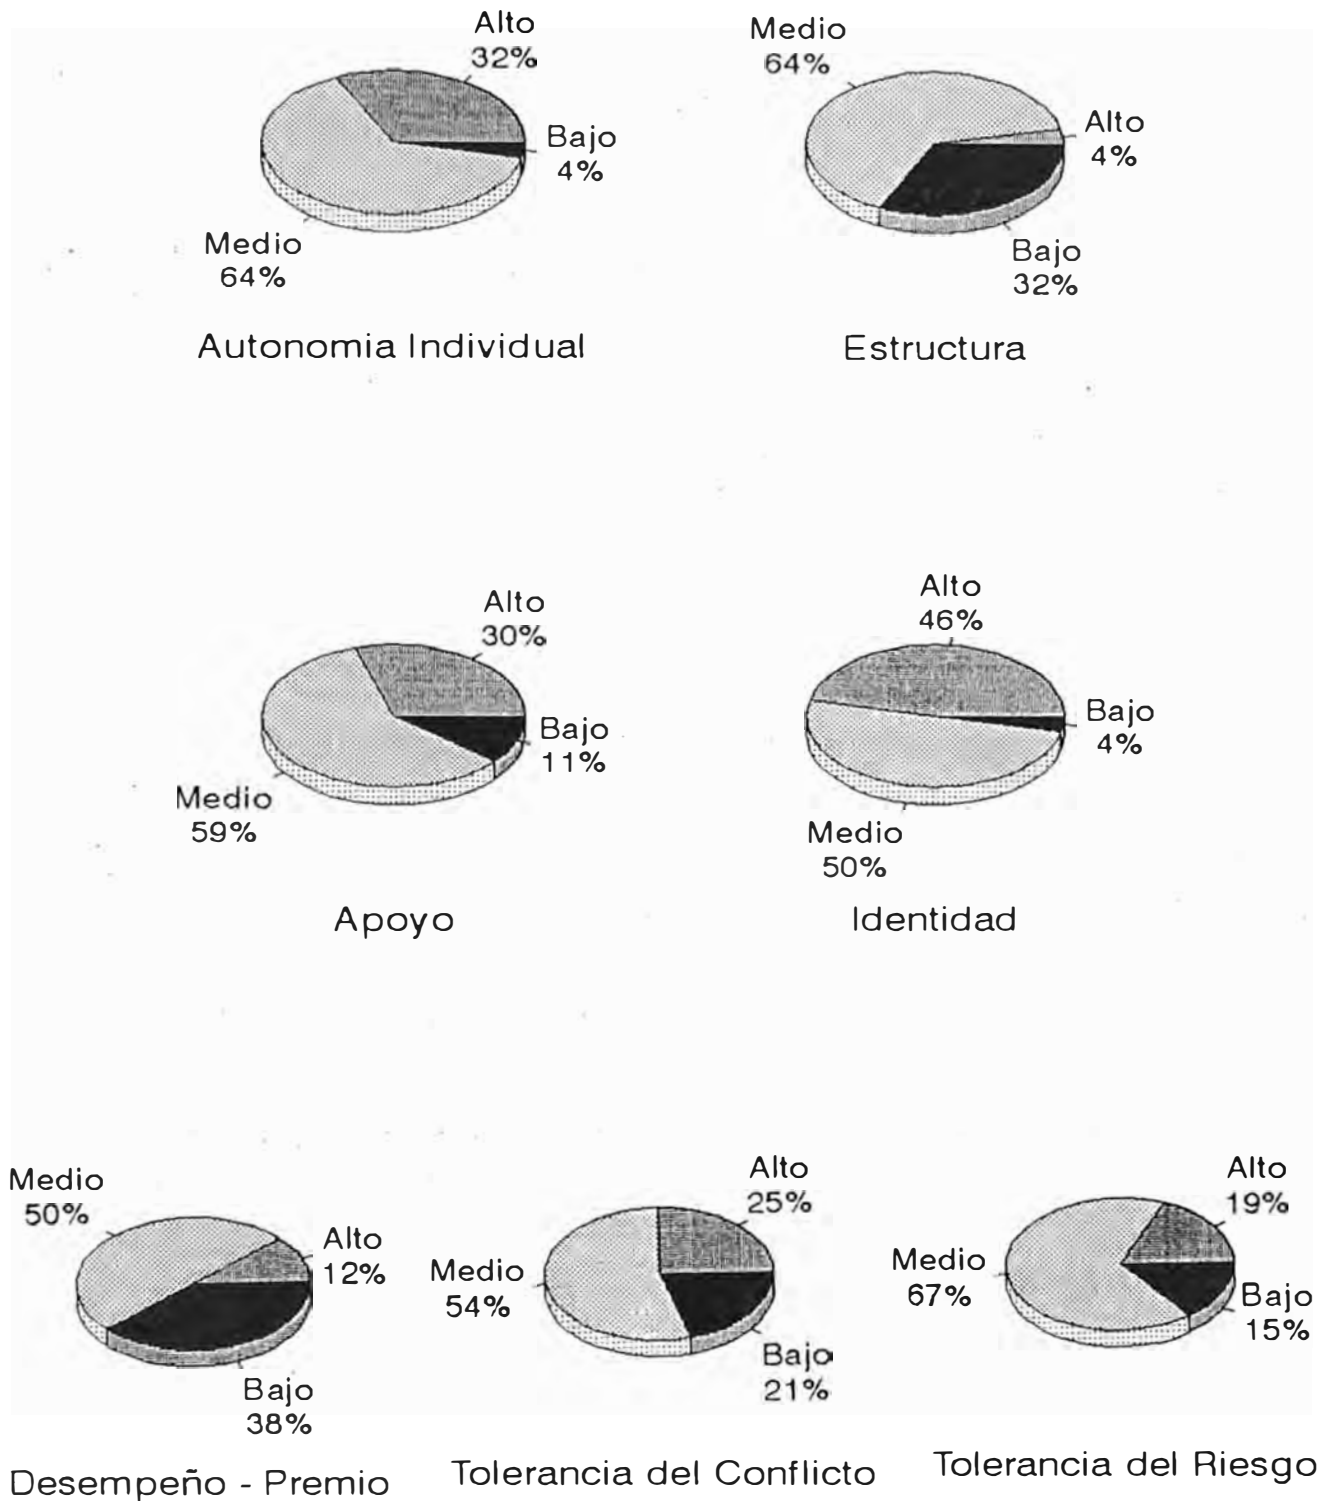 Alto
32%
Bajo
4%
Medio
64%
Autonomia Individual
Medio
64%
Alto
4%
Bajo
32%
Estructura
Alto
30%
Bajo
11%
Medio
59%
Apoyo
Alto
46%
Bajo
4%
Medio
50%
Identidad
Medio
50%
Alto
12%
Bajo
38%
Desempeño - Premio
Alto
25%
Medio
54%
Bajo
21%
Tolerancia del Conflicto
Alto
19%
Medio
67%
Bajo
15%
Tolerancia del Riesgo